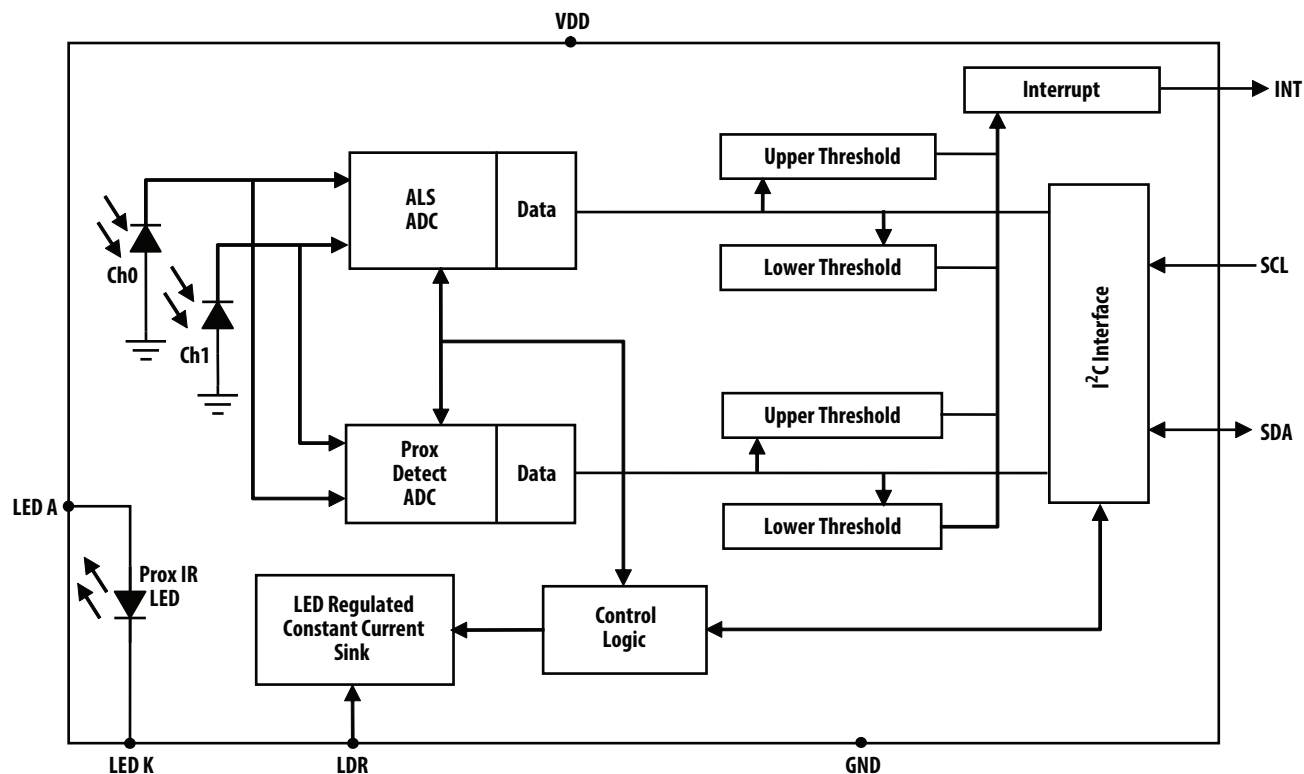 VDD
Interrupt
INT
Upper Threshold
ALS
ADC
Data
Lower Threshold
Ch0
SCL
I²C Interface
Ch1
Upper Threshold
SDA
Prox
Detect
ADC
Data
LED A
Lower Threshold
Prox IR
LED
LED Regulated
Constant Current
Sink
Control
Logic
LED K
LDR
GND